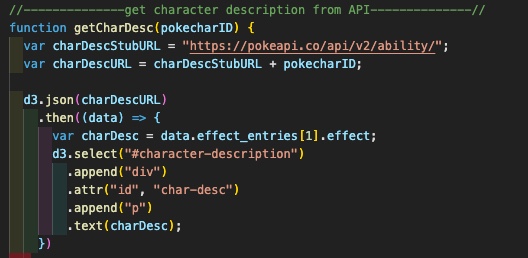 //--------------get character description from API--------------//
function getCharDesc(pokecharID) {
  var charDescStubURL = "https://pokeapi.co/api/v2/ability/";
  var charDescURL = charDescStubURL + pokecharID;

  d3.json(charDescURL)
    .then((data) => {
      var charDesc = data.effect_entries[1].effect;
      d3.select("#character-description")
        .append("div")
        .attr("id", "char-desc")
        .append("p")
        .text(charDesc);
    })